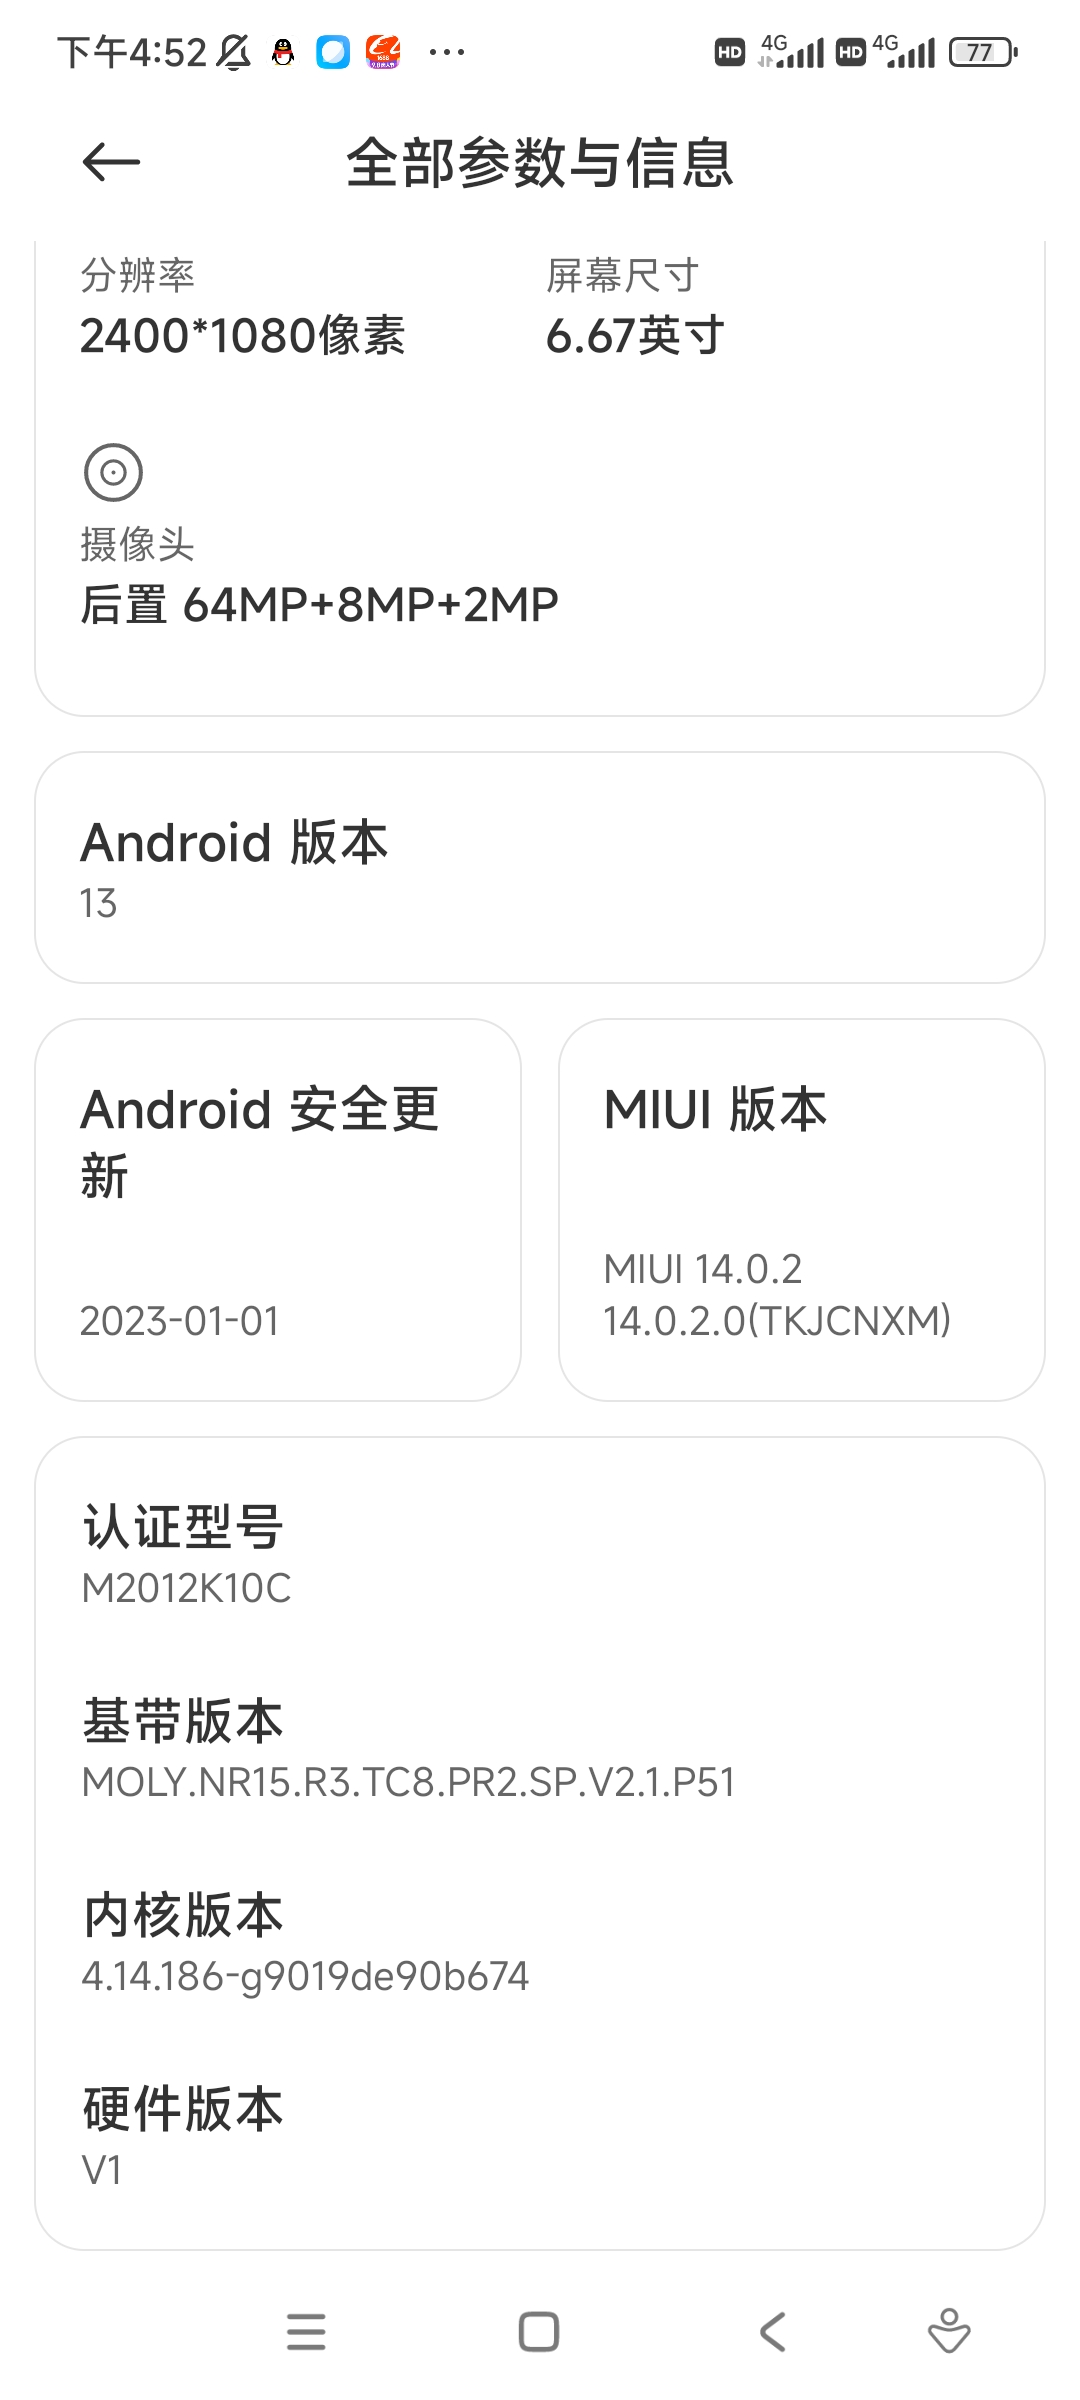 下午4:52
HD 4G HD 4G 77
全部参数与信息
分辨率 屏幕尺寸
2400*1080像素 6.67英寸
摄像头
后置 64MP+8MP+2MP
Android 版本
13
Android 安全更
新
2023-01-01
MIUI 版本
MIUI 14.0.2
14.0.2.0(TKJCNXM)
认证型号
M2012K10C
基带版本
MOLY.NR15.R3.TC8.PR2.SP.V2.1.P51
内核版本
4.14.186-g9019de90b674
硬件版本
V1